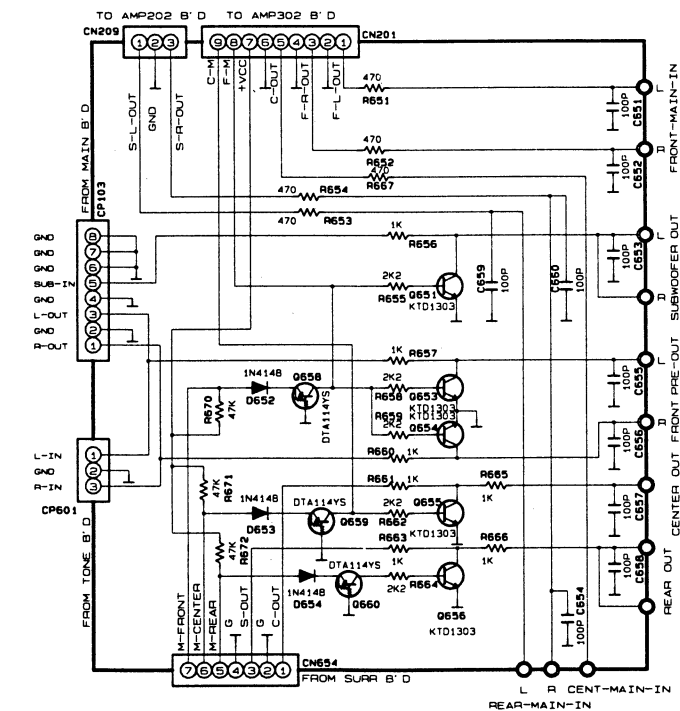 TO AMP202 B'D
TO AMP302 B'D
CN209
CN201
1 2 3
9 8 7 6 5 4 3 2 1
S-L-OUT
GND
S-R-OUT
C-M
F-M
+VCC
C-OUT
F-R-OUT
F-L-OUT
470
R651
100P
C651
L
FRONT-MAIN-IN
470
R652
470
R667
100P
C652
R
FROM MAIN B'D
CP103
470
R654
470
R653
8
GND
7
GND
6
GND
5
SUB-IN
4
GND
3
L-OUT
2
GND
1
R-OUT
1K
R656
2K2
R655
Q651
KTD1303
C659
100P
C660
100P
100P
C653
L
R
SUBWOOFER OUT
1K
R657
1N4148
D652
Q658
DTA114YS
R670
47K
2K2
R658
Q653
KTD1303
R659
2K2
KTD1303
Q654
R660
1K
100P
C655
L
100P
C656
R
FRONT PRE-OUT
1
L-IN
2
GND
3
R-IN
CP601
FROM TONE B'D
47K
R671
R661
1K
R665
1K
1N4148
D653
DTA114YS
Q659
2K2
R662
Q655
KTD1303
100P
C657
CENTER OUT
47K
R672
R663
1K
R666
1K
1N4148
D654
DTA114YS
Q660
2K2
R664
Q656
KTD1303
100P
C658
REAR OUT
100P
C654
M-FRONT
M-CENTER
M-REAR
G
S-OUT
G
C-OUT
7 6 5 4 3 2 1
CN654
FROM SURR B'D
L R CENT-MAIN-IN
REAR-MAIN-IN